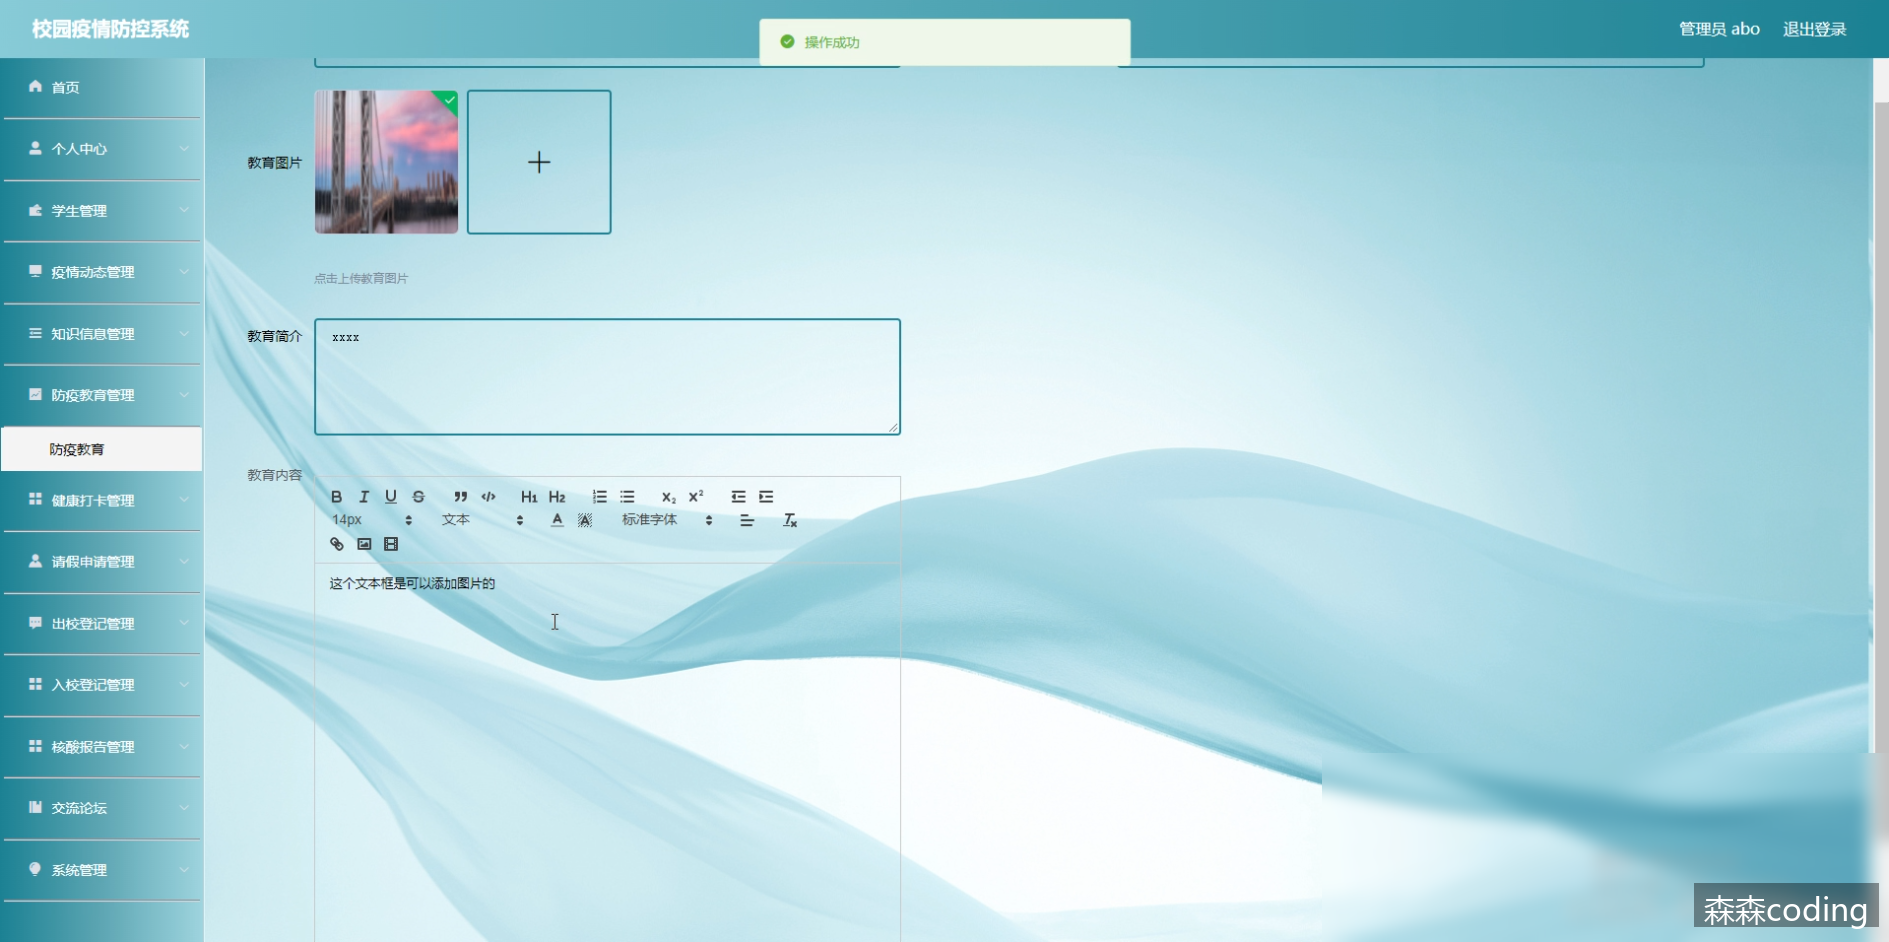 校园疫情防控系统
操作成功
管理员 abo
退出登录
首页
个人中心
学生管理
疫情动态管理
知识信息管理
防疫教育管理
防疫教育
健康打卡管理
请假申请管理
出校登记管理
入校登记管理
核酸报告管理
交流论坛
系统管理
教育图片
点击上传教育图片
教育简介
xxxx
教育内容
B I U S H1 H2 x2 x2
14px 文本 A A 标准字体 Tx
这个文本框是可以添加图片的
森森coding